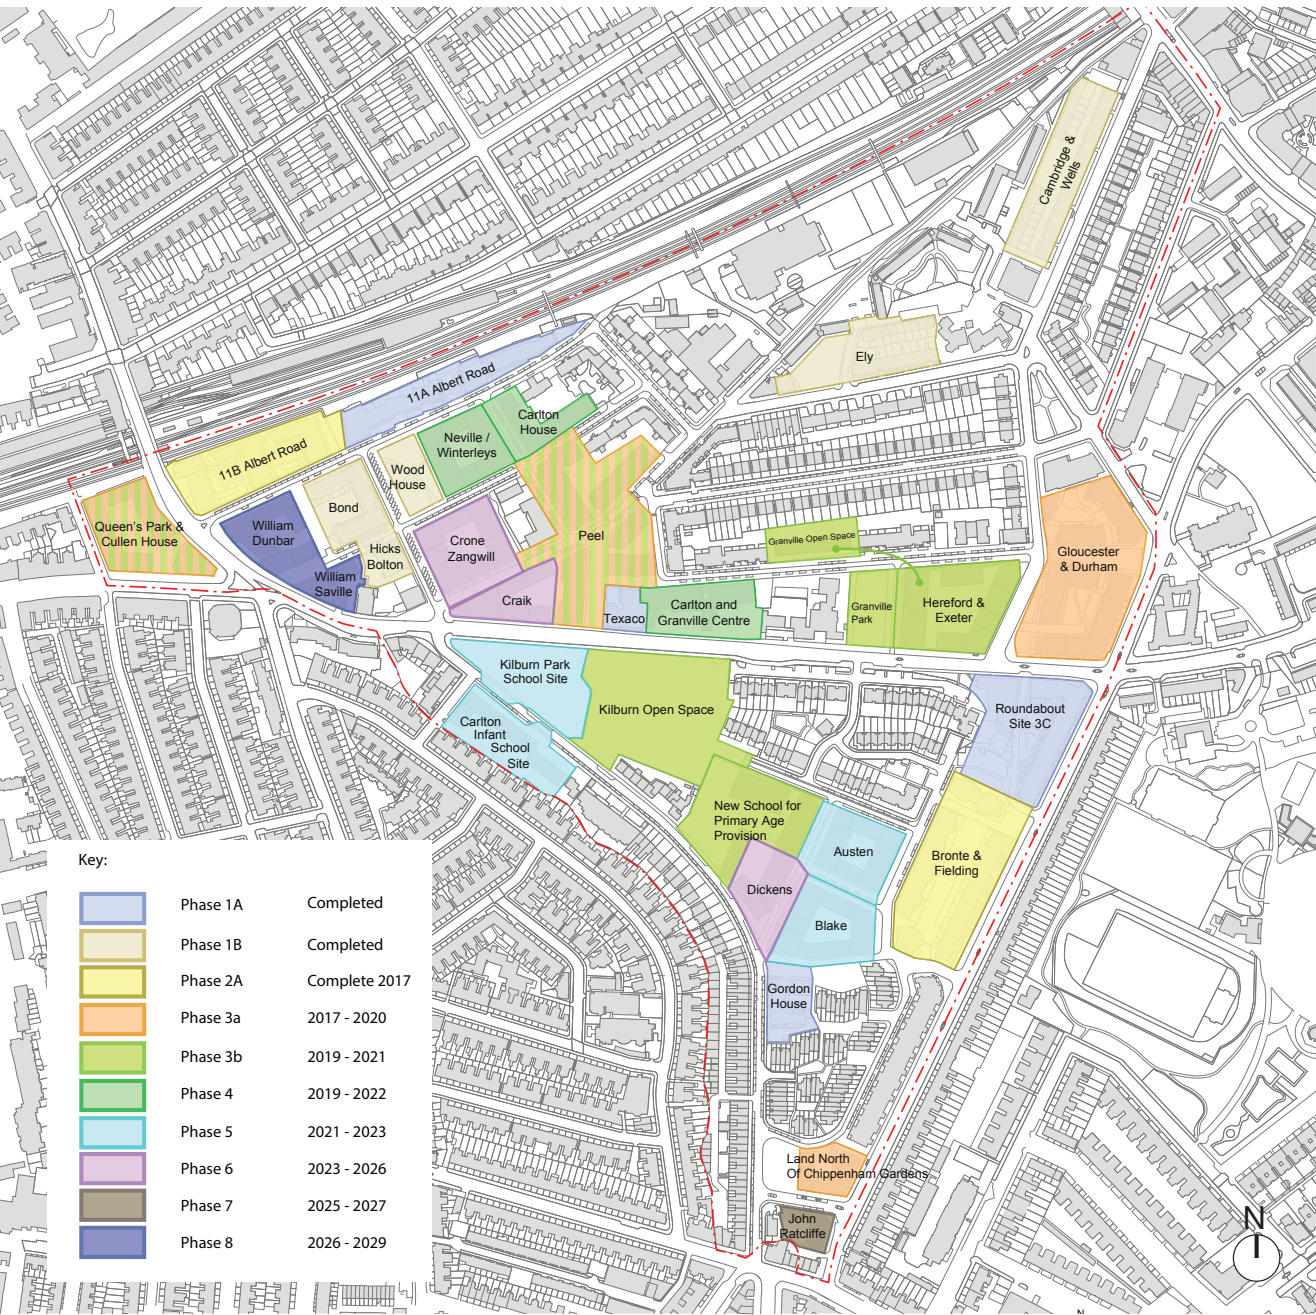 Cambridge &
Wells
Ely
11A Albert Road
11B Albert Road
Carlton
House
Neville /
Winterleys
Wood
House
Bond
Hicks
Bolton
Queen's Park &
Cullen House
William
Dunbar
William
Saville
Crone
Zangwill
Craik
Peel
Texaco
Carlton and
Granville Centre
Granville Open Space
Granville
Park
Hereford &
Exeter
Gloucester
& Durham
Kilburn Park
School Site
Carlton
Infant
School
Site
Kilburn Open Space
Roundabout
Site 3C
New School for
Primary Age
Provision
Austen
Dickens
Blake
Bronte &
Fielding
Gordon
House
Land North
Of Chippenham Gardens
John
Ratcliffe
Key:
Phase 1A Completed
Phase 1B Completed
Phase 2A Complete 2017
Phase 3a 2017 - 2020
Phase 3b 2019 - 2021
Phase 4 2019 - 2022
Phase 5 2021 - 2023
Phase 6 2023 - 2026
Phase 7 2025 - 2027
Phase 8 2026 - 2029
N
N